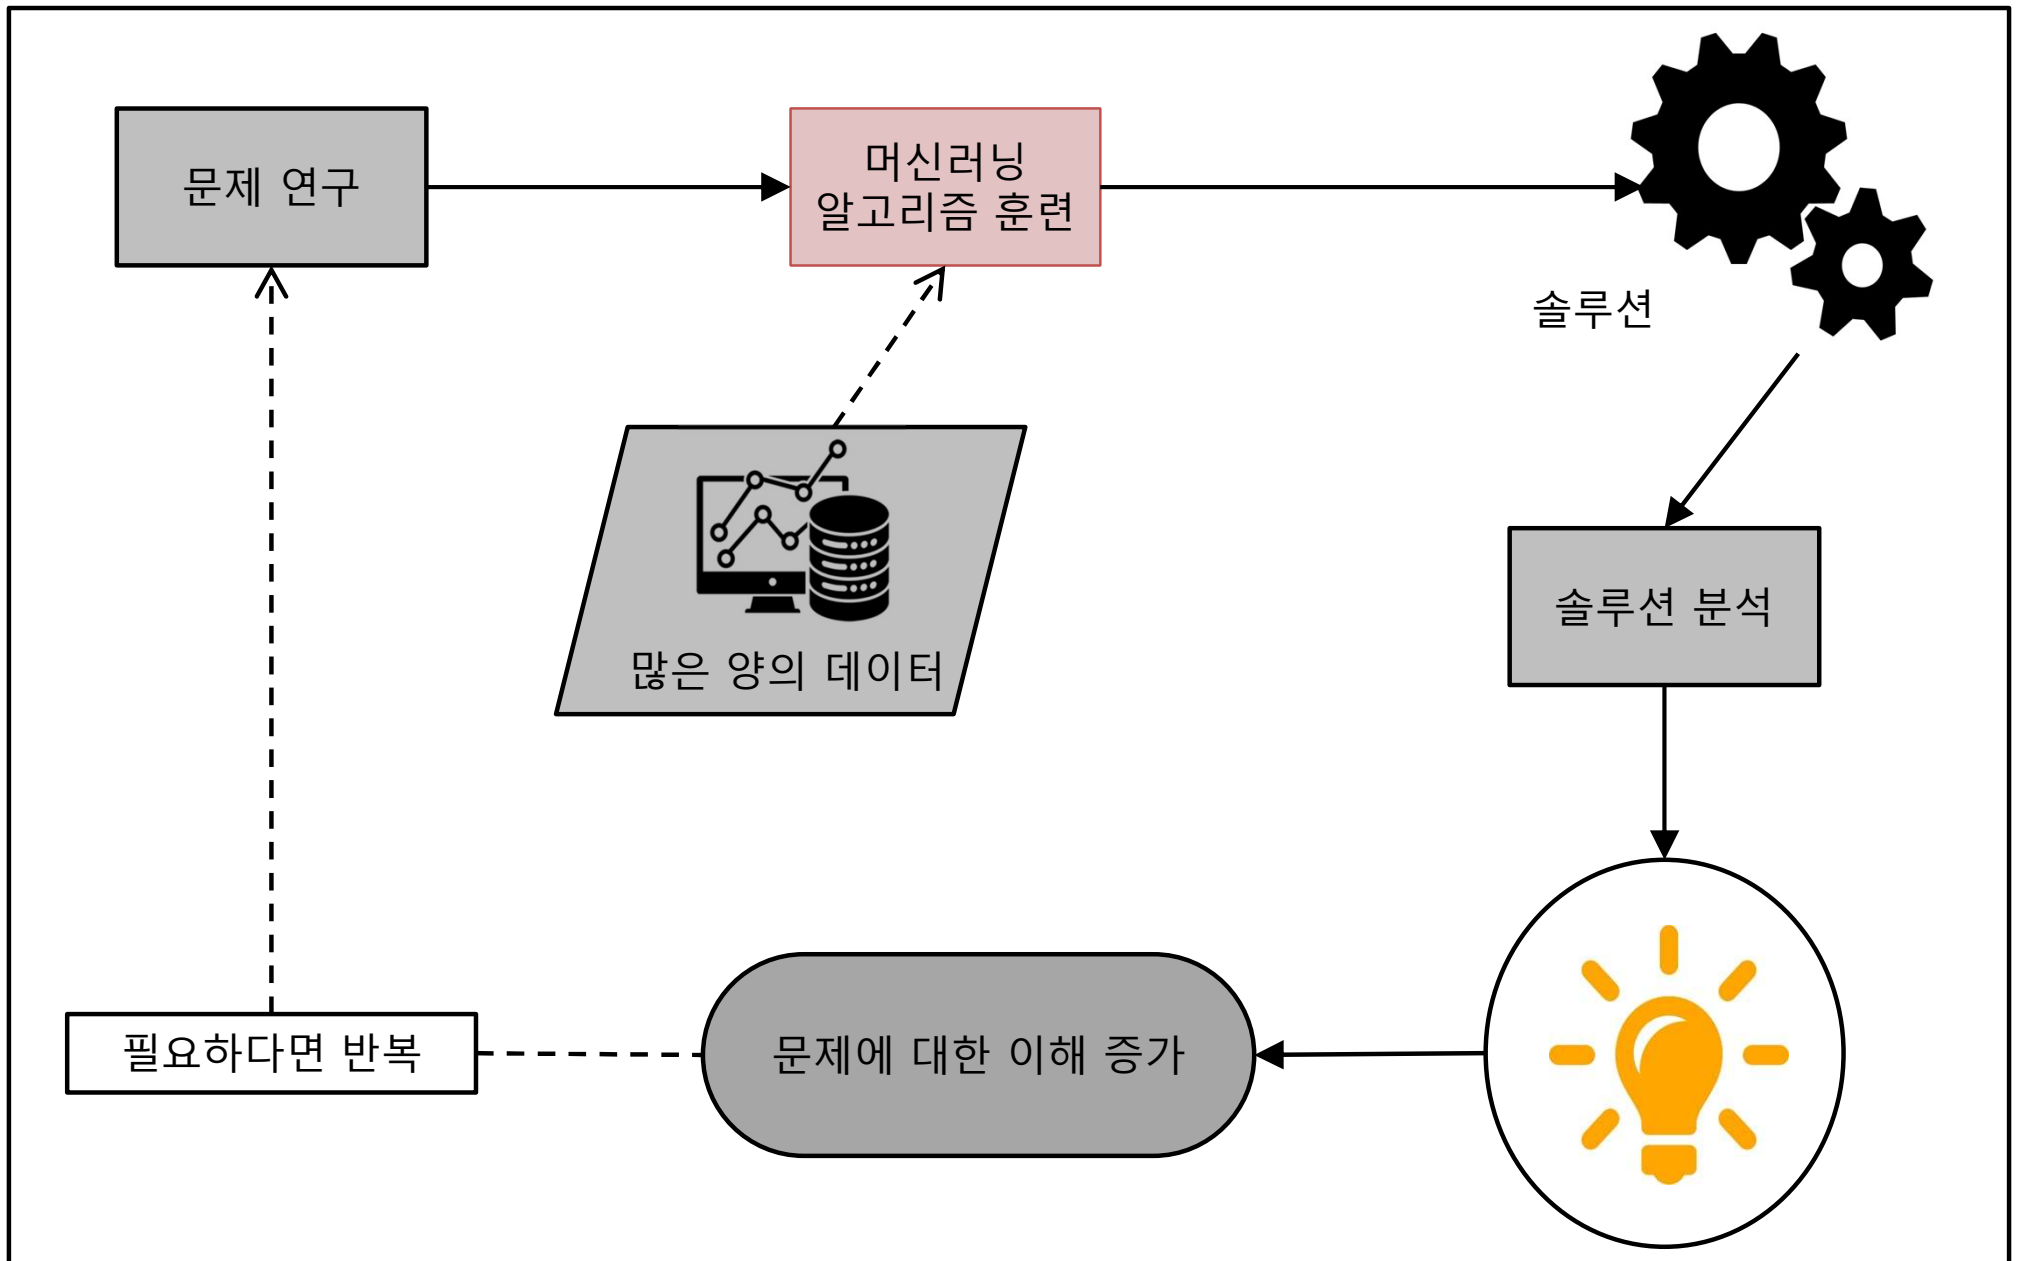 문제 연구
머신러닝
알고리즘 훈련
솔루션
많은 양의 데이터
솔루션 분석
필요하다면 반복
문제에 대한 이해 증가